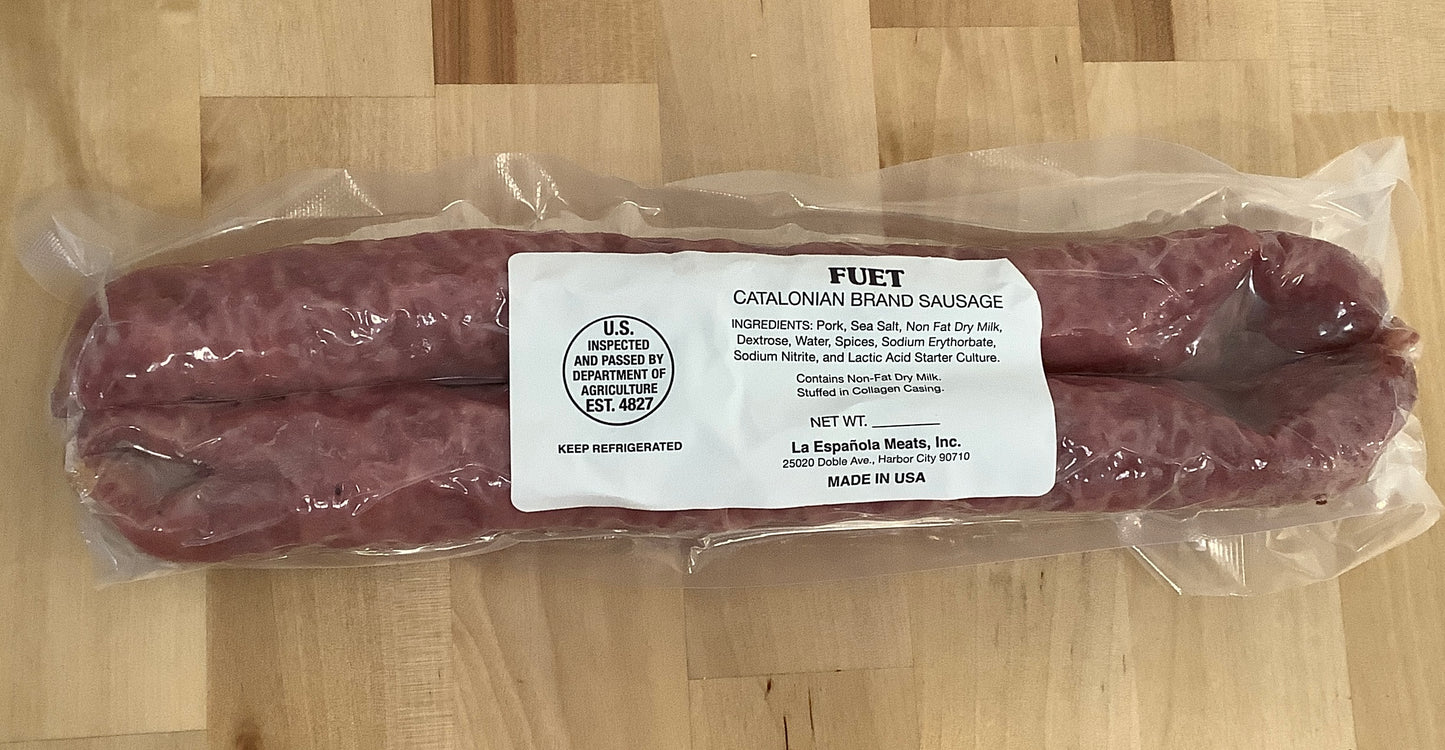 FUET
CATALONIAN BRAND SAUSAGE
INGREDIENTS: Pork, Sea Salt, Non Fat Dry Milk,
Dextrose, Water, Spices, Sodium Erythorbate,
Sodium Nitrite, and Lactic Acid Starter Culture.
Contains Non-Fat Dry Milk.
Stuffed in Collagen Casing.
NET WT. ________
La Española Meats, Inc.
25020 Doble Ave., Harbor City 90710
MADE IN USA
U.S.
INSPECTED
AND PASSED BY
DEPARTMENT OF
AGRICULTURE
EST. 4827
KEEP REFRIGERATED